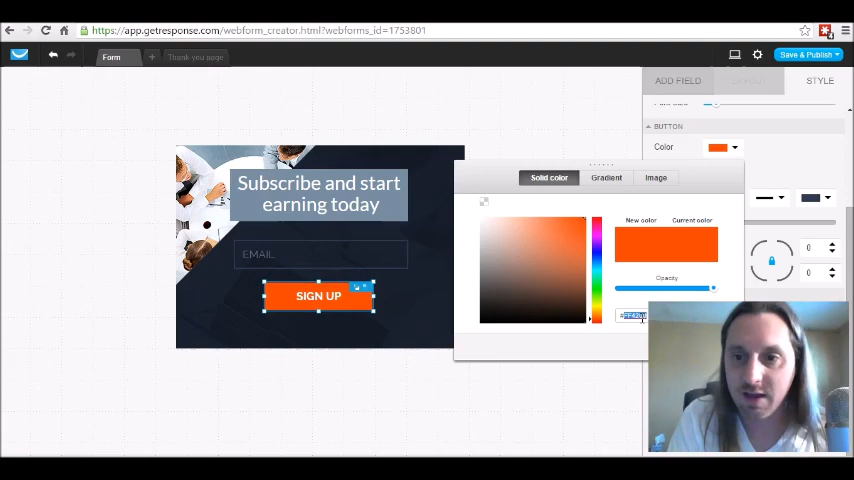 https://app.getresponse.com/webform_creator.html?webforms_id=1753801
Form
+
Thank you page
Save & Publish
ADD FIELD
STYLE
BUTTON
Color
Solid color
Gradient
Image
Subscribe and start
earning today
New color
Current color
EMAIL
0
0
Opacity
SIGN UP